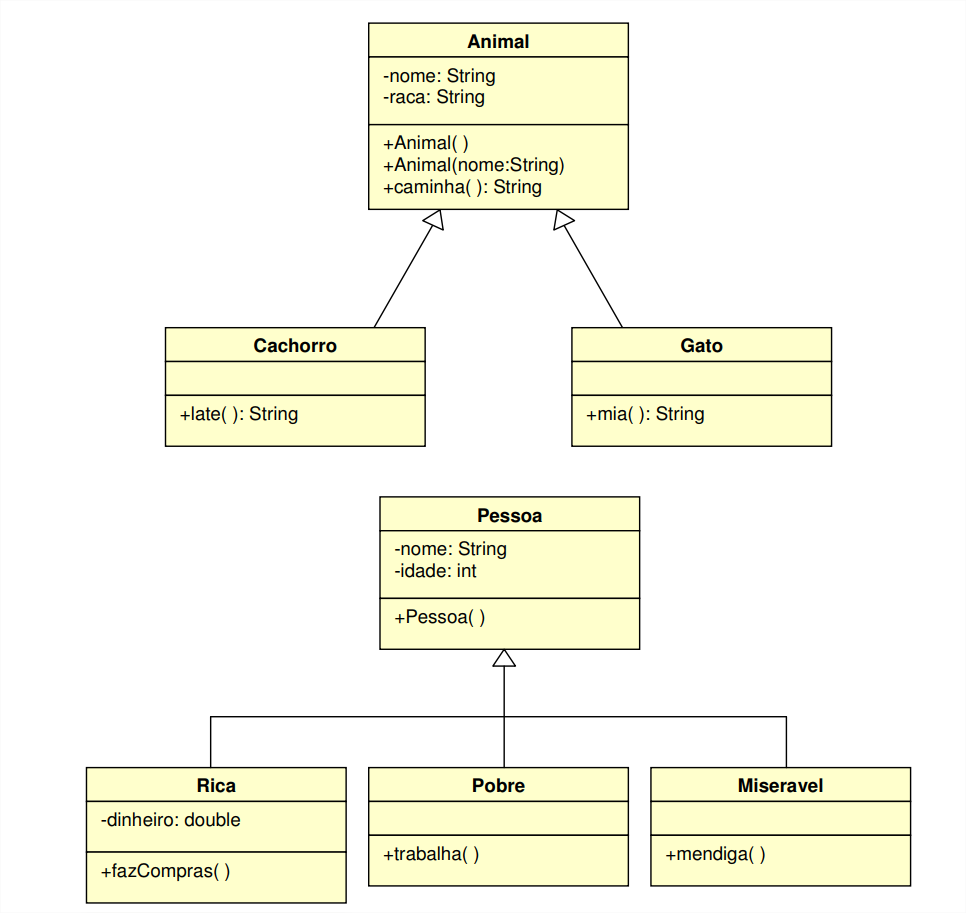 Animal
-nome: String
-raca: String
+Animal( )
+Animal(nome:String)
+caminha( ): String
Cachorro
+late( ): String
Gato
+mia( ): String
Pessoa
-nome: String
-idade: int
+Pessoa( )
Rica
-dinheiro: double
+fazCompras( )
Pobre
+trabalha( )
Miseravel
+mendiga( )